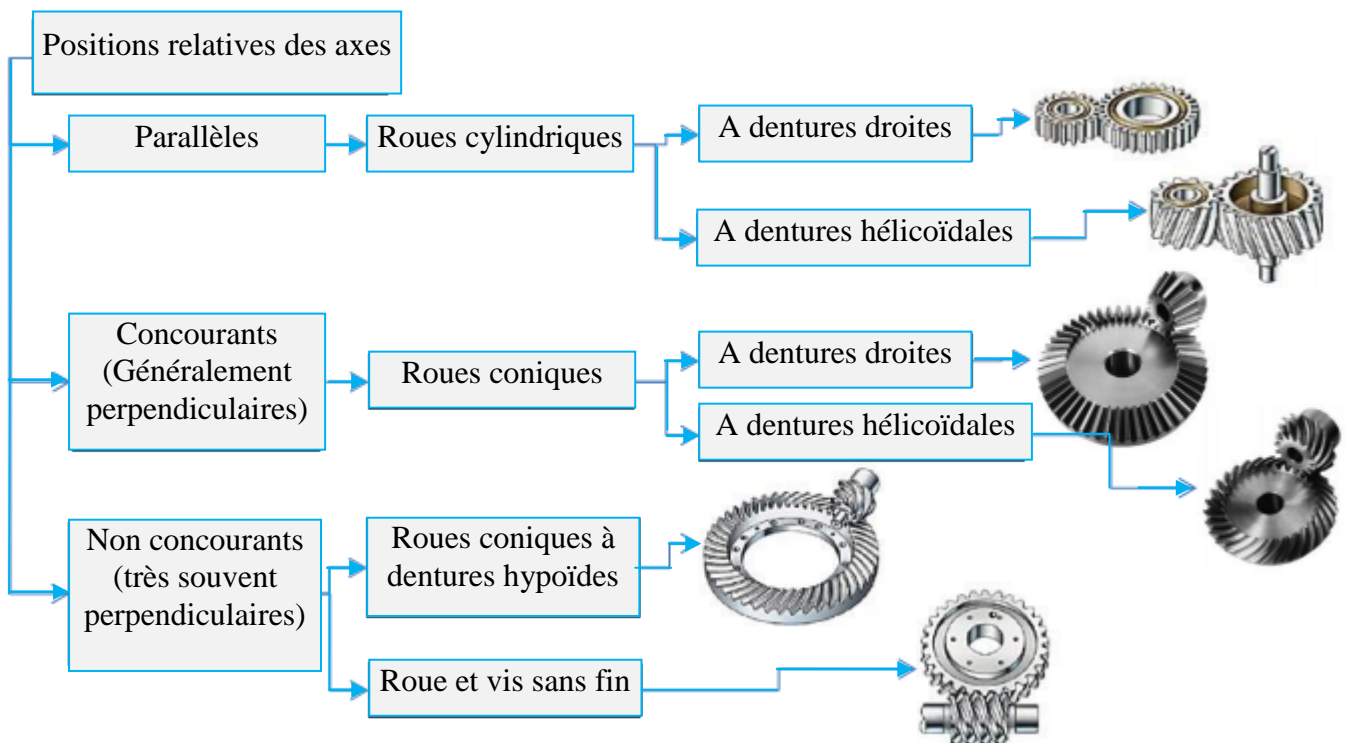 Positions relatives des axes
Parallèles
Roues cylindriques
A dentures droites
A dentures hélicoïdales
Concourants
(Généralement
perpendiculaires)
Roues coniques
A dentures droites
A dentures hélicoïdales
Non concourants
(très souvent
perpendiculaires)
Roues coniques à
dentures hypoïdes
Roue et vis sans fin